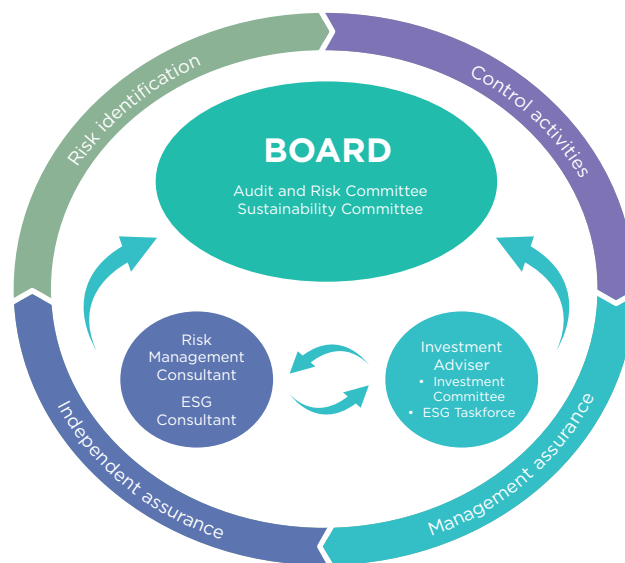 Risk identification
Control activities
BOARD
Audit and Risk Committee
Sustainability Committee
Risk
Management
Consultant
ESG
Consultant
Investment
Adviser
• Investment
Committee
• ESG Taskforce
Independent assurance
Management assurance